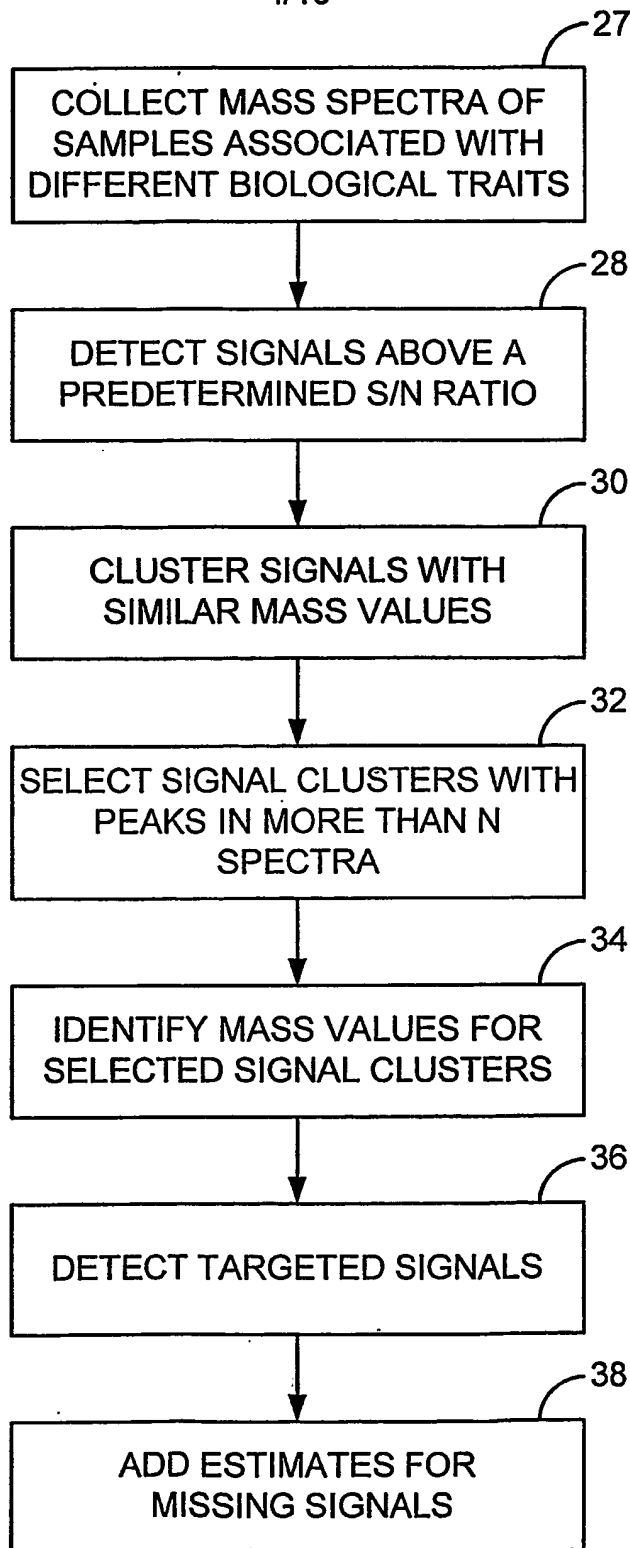 27
COLLECT MASS SPECTRA OF
SAMPLES ASSOCIATED WITH
DIFFERENT BIOLOGICAL TRAITS
28
DETECT SIGNALS ABOVE A
PREDETERMINED S/N RATIO
30
CLUSTER SIGNALS WITH
SIMILAR MASS VALUES
32
SELECT SIGNAL CLUSTERS WITH
PEAKS IN MORE THAN N
SPECTRA
34
IDENTIFY MASS VALUES FOR
SELECTED SIGNAL CLUSTERS
36
DETECT TARGETED SIGNALS
38
ADD ESTIMATES FOR
MISSING SIGNALS